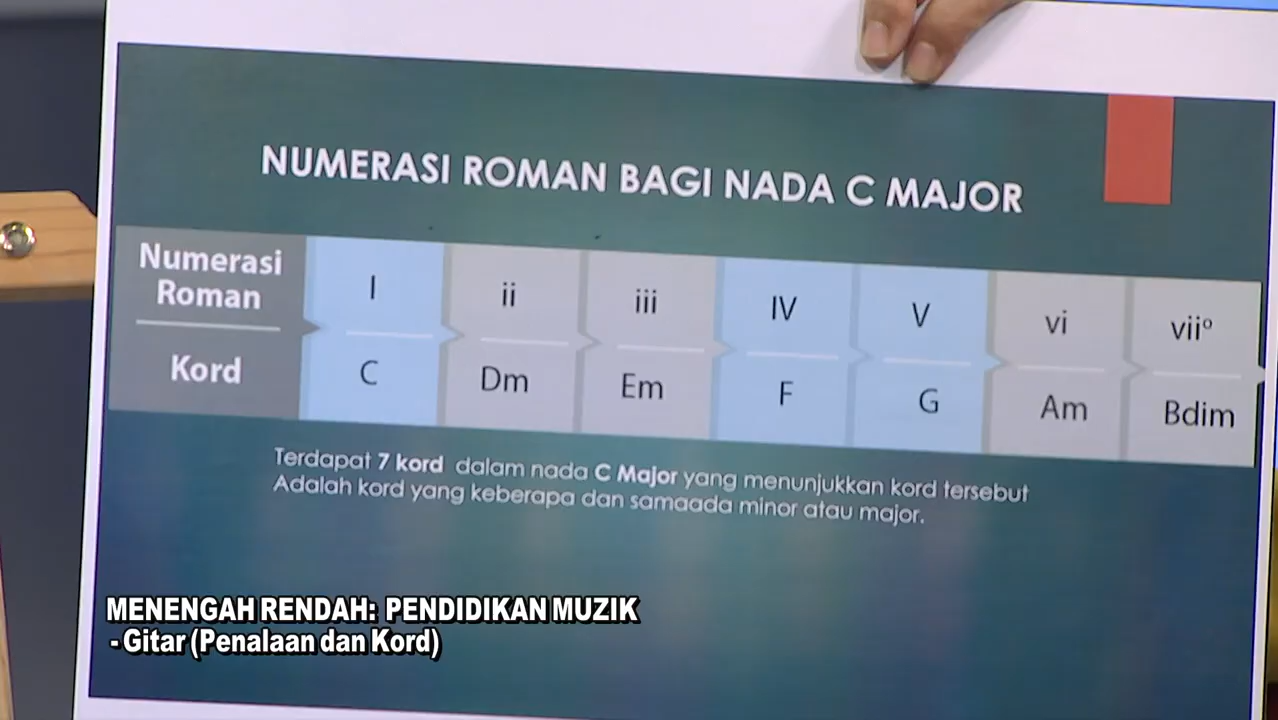 NUMERASI ROMAN BAGI NADA C MAJOR
Numerasi Roman I ii iii IV V vi viiº
Kord C Dm Em F G Am Bdim
Terdapat 7 kord dalam nada C Major yang menunjukkan kord tersebut
Adalah kord yang keberapa dan samaada minor atau major.
MENENGAH RENDAH: PENDIDIKAN MUZIK
- Gitar (Penalaan dan Kord)